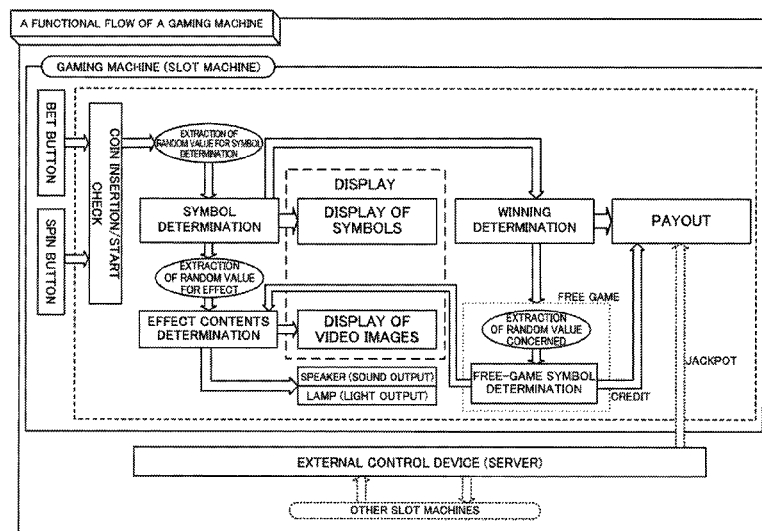 A FUNCTIONAL FLOW OF A GAMING MACHINE
GAMING MACHINE (SLOT MACHINE)
BET BUTTON
SPIN BUTTON
COIN INSERTION/START
CHECK
EXTRACTION OF
RANDOM VALUE FOR SYMBOL
DETERMINATION
SYMBOL
DETERMINATION
EXTRACTION
OF RANDOM VALUE
FOR EFFECT
EFFECT CONTENTS
DETERMINATION
DISPLAY
DISPLAY OF
SYMBOLS
DISPLAY OF
VIDEO IMAGES
SPEAKER (SOUND OUTPUT)
LAMP (LIGHT OUTPUT)
WINNING
DETERMINATION
PAYOUT
FREE GAME
EXTRACTION
OF RANDOM VALUE
CONCERNED
FREE-GAME SYMBOL
DETERMINATION
CREDIT
JACKPOT
EXTERNAL CONTROL DEVICE (SERVER)
OTHER SLOT MACHINES